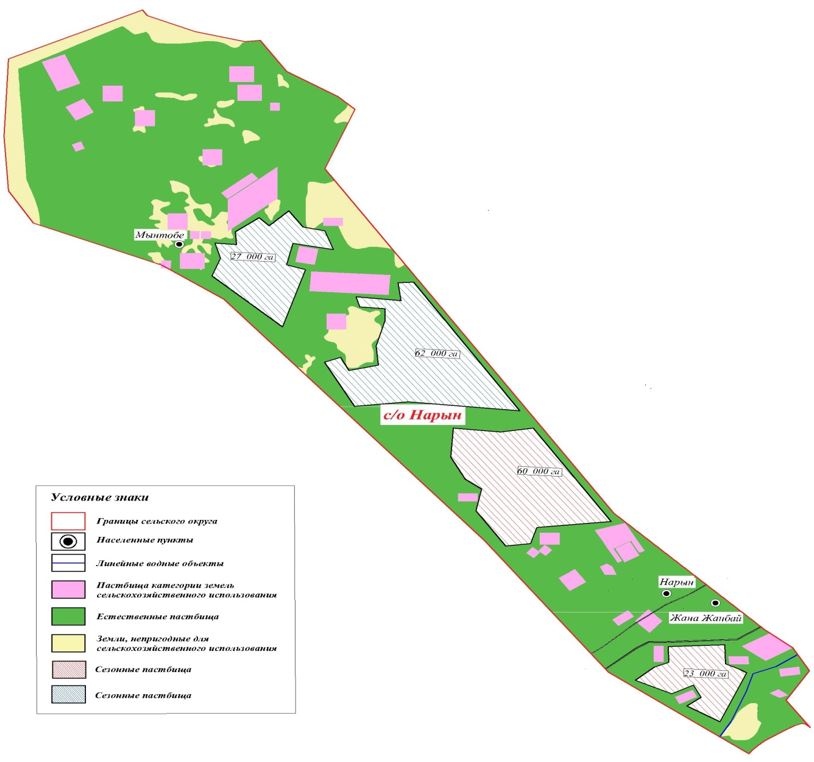 Мынтобе
27 000 га
62 000 га
с/о Нарын
60 000 га
Нарын
Жана Жанбай
23 000 га
Условные знаки
Границы сельского округа
Населенные пункты
Линейные водные объекты
Пастбища категории земель
сельскохозяйственного использования
Естественные пастбища
Земли, непригодные для
сельскохозяйственного использования
Сезонные пастбища
Сезонные пастбища